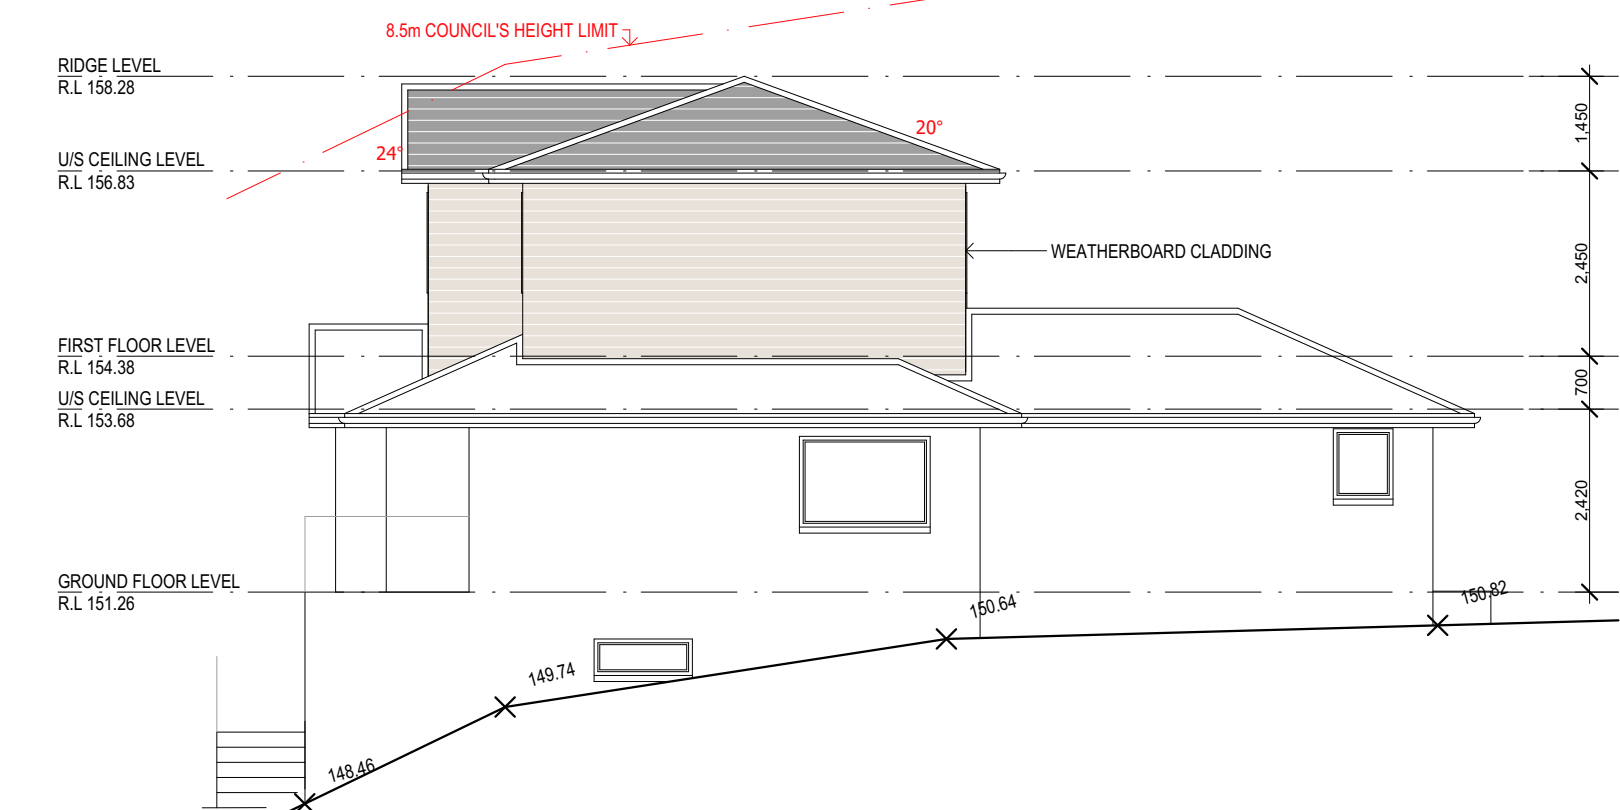 8.5m COUNCIL'S HEIGHT LIMIT
RIDGE LEVEL
R.L 158.28
1,450
20°
24°
U/S CEILING LEVEL
R.L 156.83
WEATHERBOARD CLADDING
2,450
FIRST FLOOR LEVEL
R.L 154.38
700
U/S CEILING LEVEL
R.L 153.68
2,420
GROUND FLOOR LEVEL
R.L 151.26
150.64
150.82
149.74
148.46